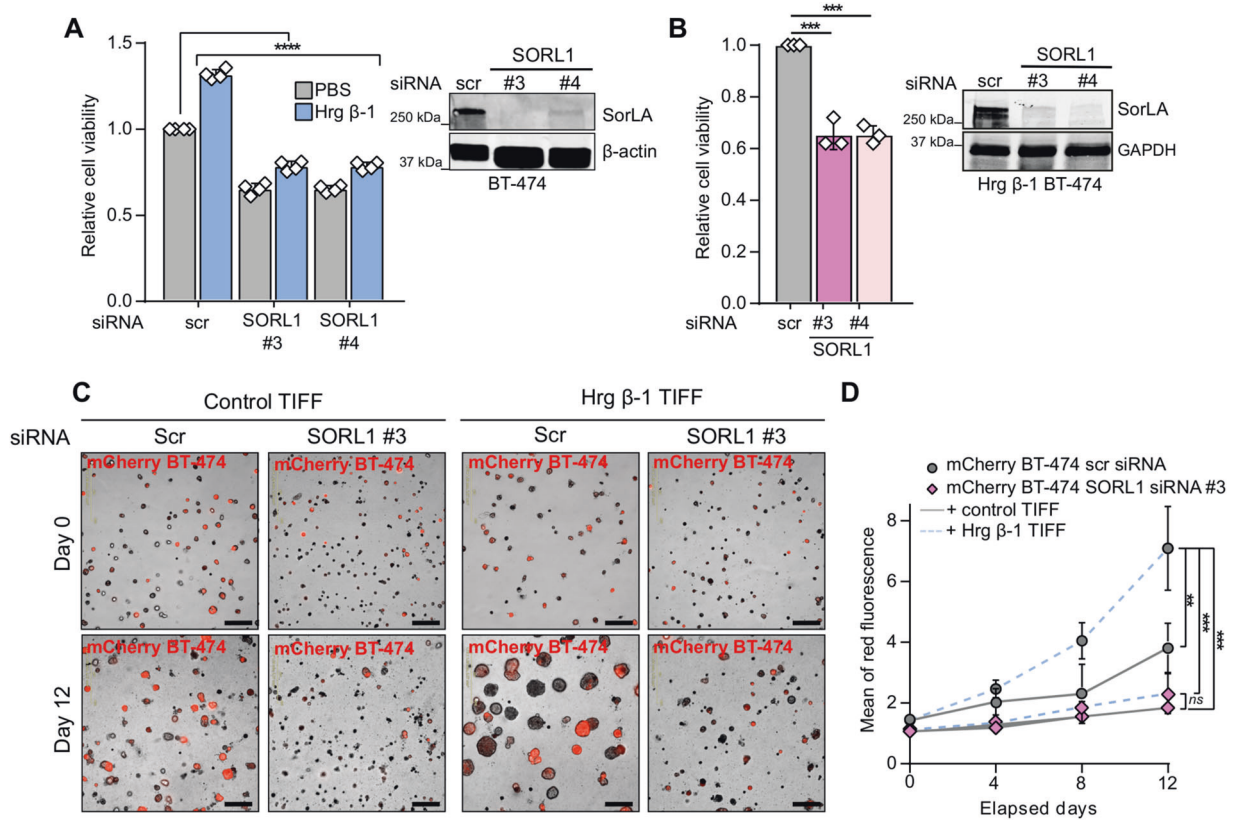 A
1.5
1.0
0.5
0.0
Relative cell viability
****
PBS
Hrg β-1
siRNA
scr
SORL1
#3
SORL1
#4
SORL1
siRNA scr #3 #4
250 kDa
SorLA
37 kDa
β-actin
BT-474
B
1.0
0.8
0.6
0.4
0.2
0.0
Relative cell viability
***
***
siRNA
scr #3 #4
SORL1
SORL1
siRNA scr #3 #4
250 kDa
SorLA
37 kDa
GAPDH
Hrg β-1 BT-474
C
Control TIFF Hrg β-1 TIFF
siRNA Scr SORL1 #3 Scr SORL1 #3
Day 0
mCherry BT-474 mCherry BT-474 mCherry BT-474 mCherry BT-474
Day 12
mCherry BT-474 mCherry BT-474 mCherry BT-474 mCherry BT-474
D
mCherry BT-474 scr siRNA
mCherry BT-474 SORL1 siRNA #3
+ control TIFF
+ Hrg β-1 TIFF
8
6
4
2
0
Mean of red fluorescence
**
***
***
ns
0 4 8 12
Elapsed days